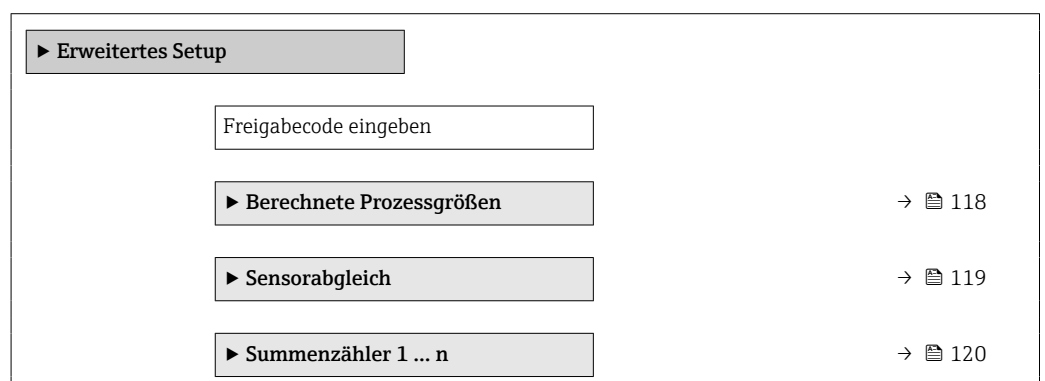 ▶ Erweitertes Setup
Freigabecode eingeben
▶ Berechnete Prozessgrößen → 118
▶ Sensorabgleich → 119
▶ Summenzähler 1 ... n → 120